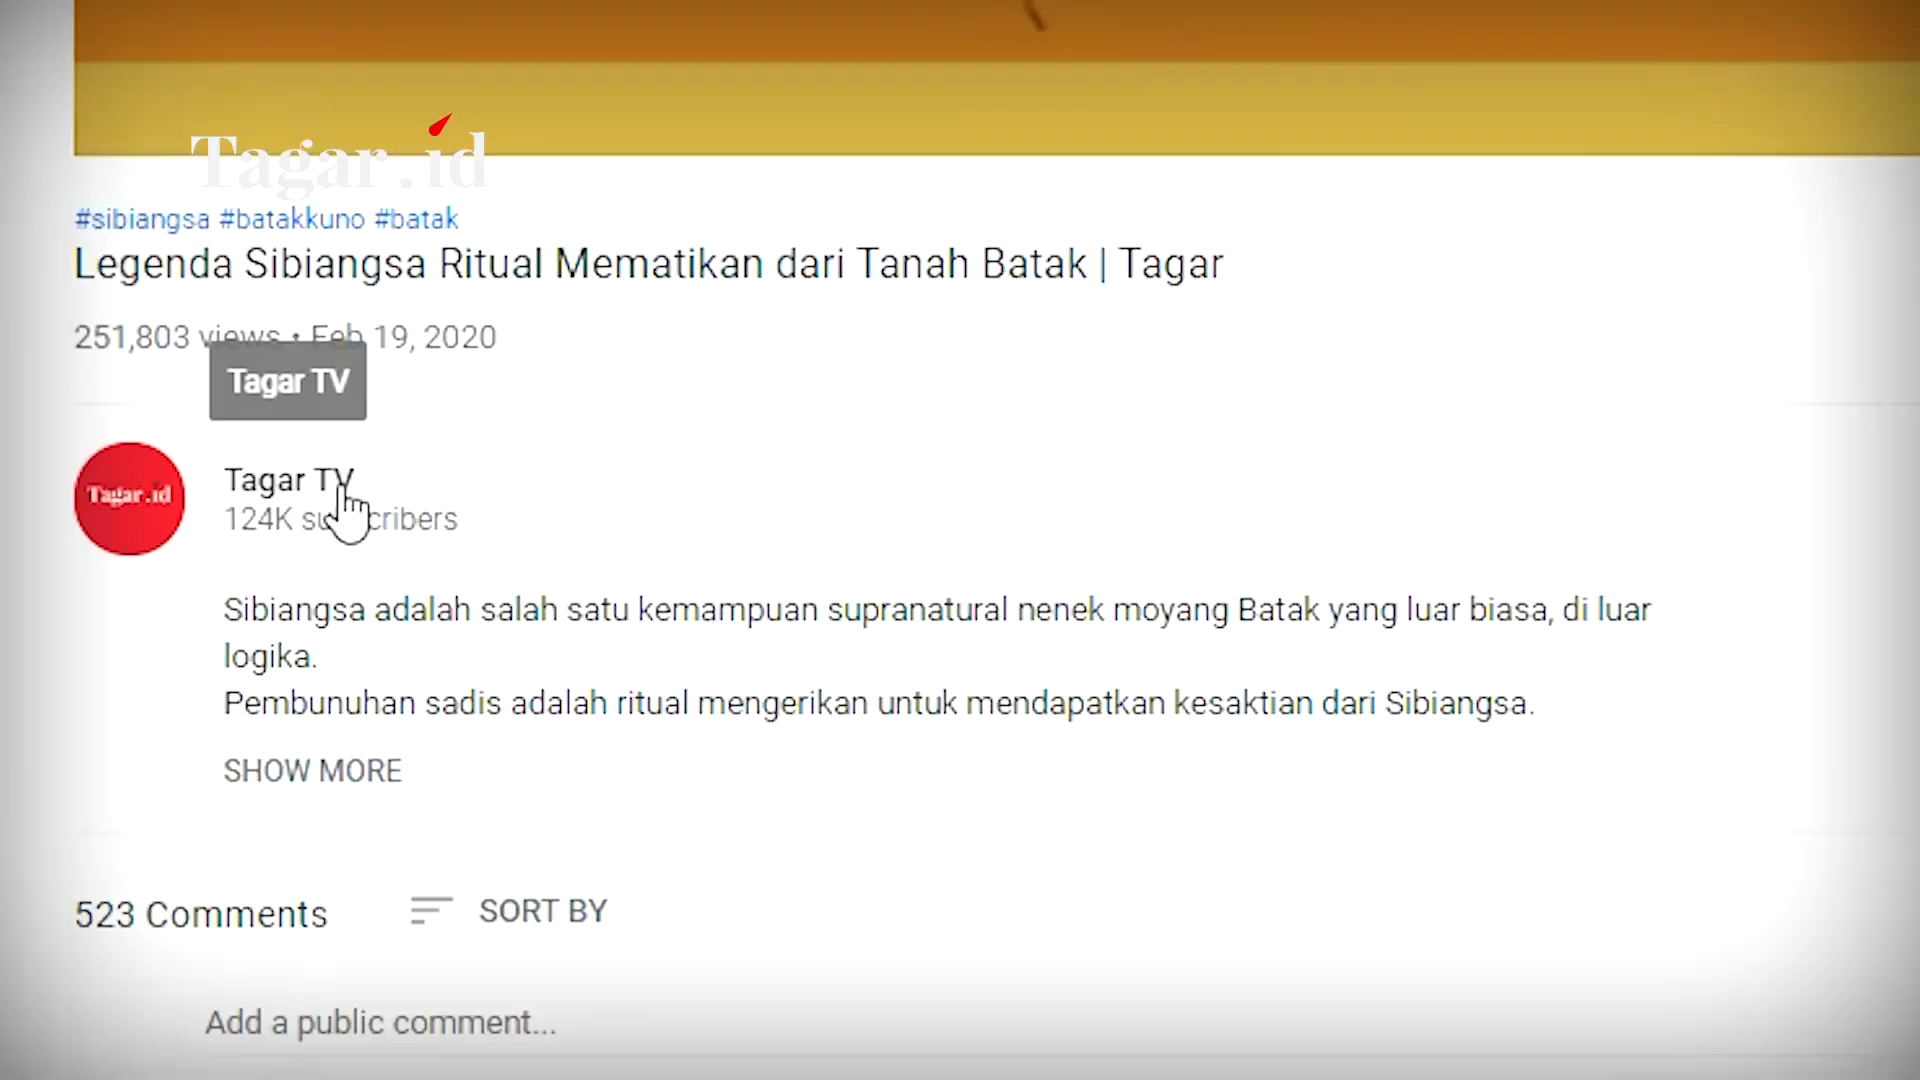 Tagar.id
#sibiangsa #batakkuno #batak
Legenda Sibiangsa Ritual Mematikan dari Tanah Batak | Tagar
251,803 views • Feb 19, 2020
Tagar TV
Tagar.id
Tagar TV
124K subscribers
Sibiangsa adalah salah satu kemampuan supranatural nenek moyang Batak yang luar biasa, di luar
logika.
Pembunuhan sadis adalah ritual mengerikan untuk mendapatkan kesaktian dari Sibiangsa.
SHOW MORE
523 Comments
SORT BY
Add a public comment...